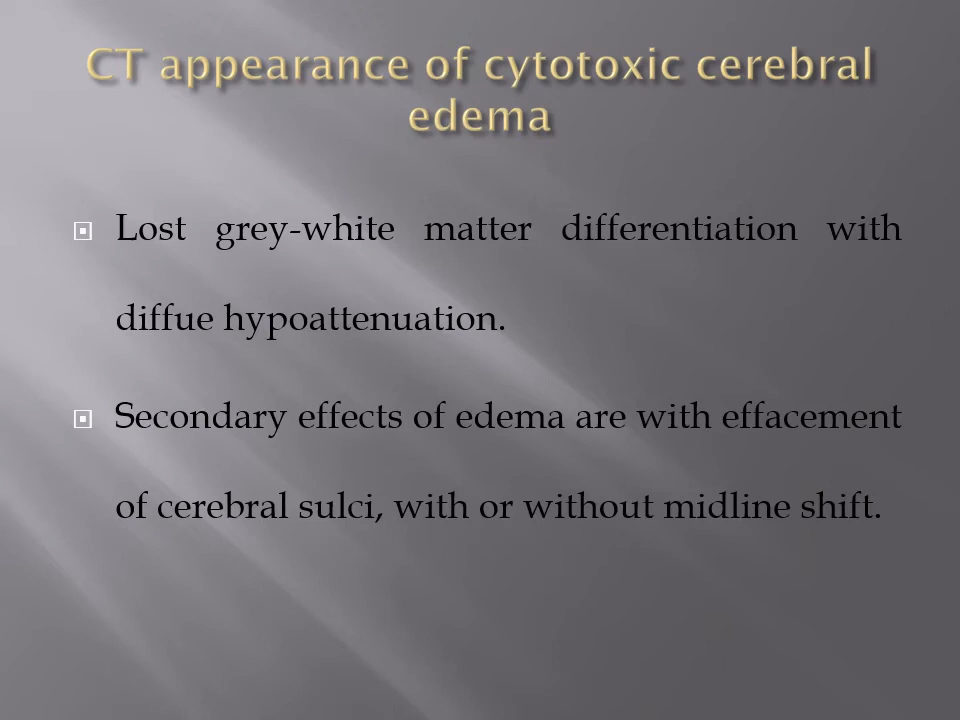 CT appearance of cytotoxic cerebral
edema
Lost grey-white matter differentiation with
diffue hypoattenuation.
Secondary effects of edema are with effacement
of cerebral sulci, with or without midline shift.